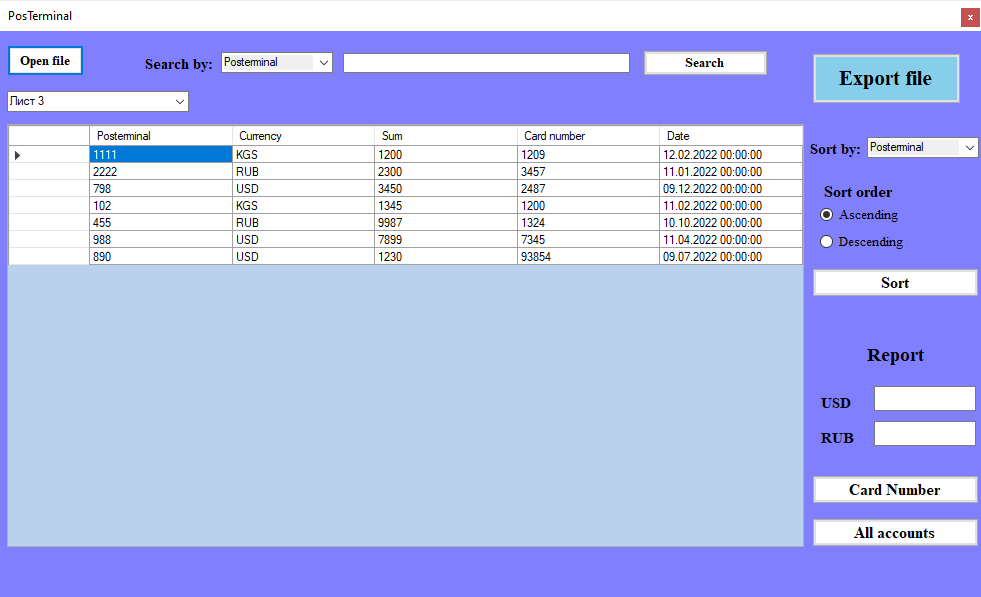 PosTerminal
x
Open file
Search by: Posterminal Search
Export file
Лист 3
Posterminal Currency Sum Card number Date
1111 KGS 1200 1209 12.02.2022 00:00:00
2222 RUB 2300 3457 11.01.2022 00:00:00
798 USD 3450 2487 09.12.2022 00:00:00
102 KGS 1345 1200 11.02.2022 00:00:00
455 RUB 9987 1324 10.10.2022 00:00:00
988 USD 7899 7345 11.04.2022 00:00:00
890 USD 1230 93854 09.07.2022 00:00:00
Sort by: Posterminal
Sort order
Ascending
Descending
Sort
Report
USD
RUB
Card Number
All accounts